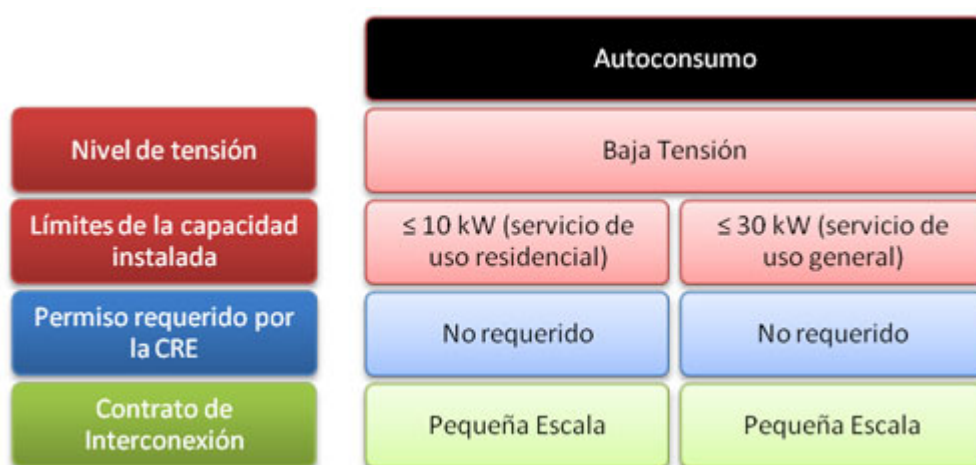 Autoconsumo
Nivel de tensión
Baja Tensión
Límites de la capacidad
instalada
≤ 10 kW (servicio de
uso residencial)
≤ 30 kW (servicio de
uso general)
Permiso requerido por
la CRE
No requerido
No requerido
Contrato de
Interconexión
Pequeña Escala
Pequeña Escala